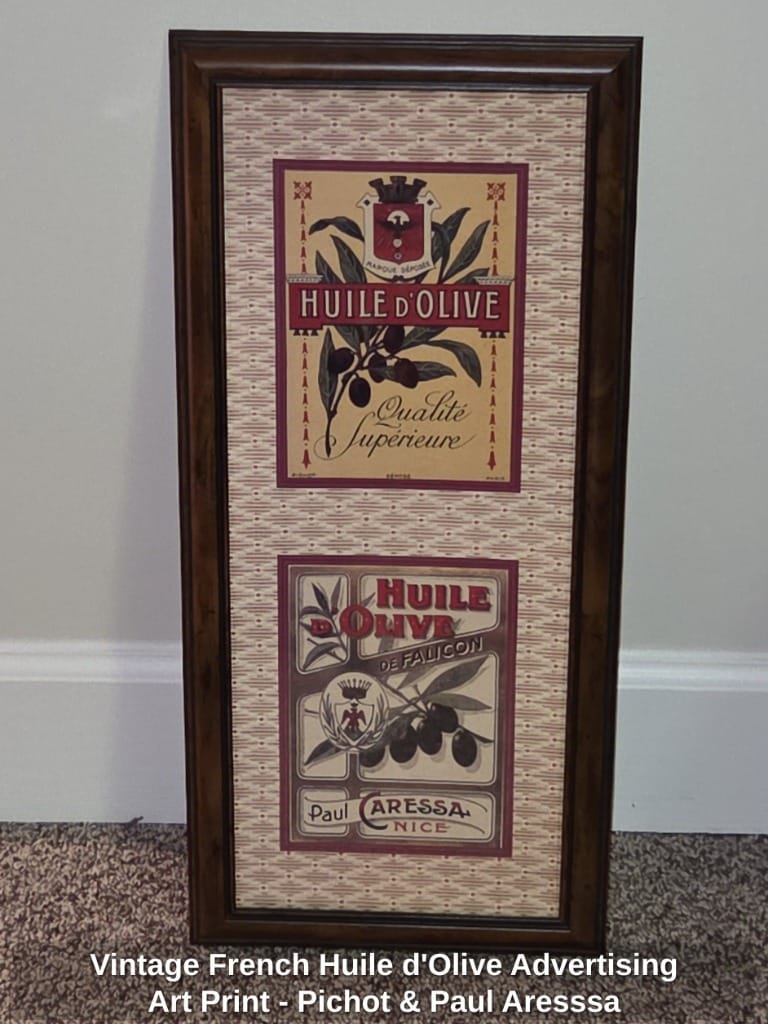 MARQUE DÉPOSÉE
HUILE D'OLIVE
Qualité
Supérieure
PICHOT DÉPOSÉ PARIS
HUILE
D'OLIVE
DE FALICON
Paul CARESSA
NICE
Vintage French Huile d'Olive Advertising
Art Print - Pichot & Paul Aresssa